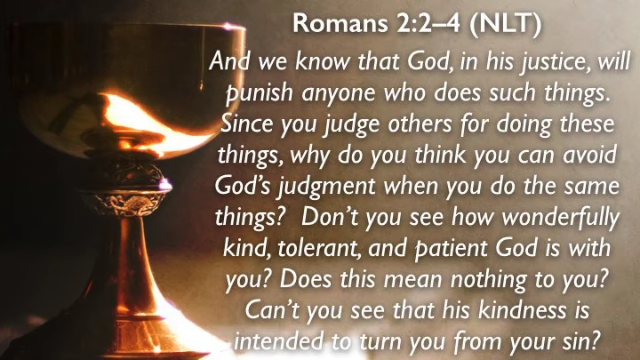 Romans 2:2–4 (NLT)
And we know that God, in his justice, will
punish anyone who does such things.
Since you judge others for doing these
things, why do you think you can avoid
God’s judgment when you do the same
things?  Don’t you see how wonderfully
kind, tolerant, and patient God is with
you? Does this mean nothing to you?
Can’t you see that his kindness is
intended to turn you from your sin?